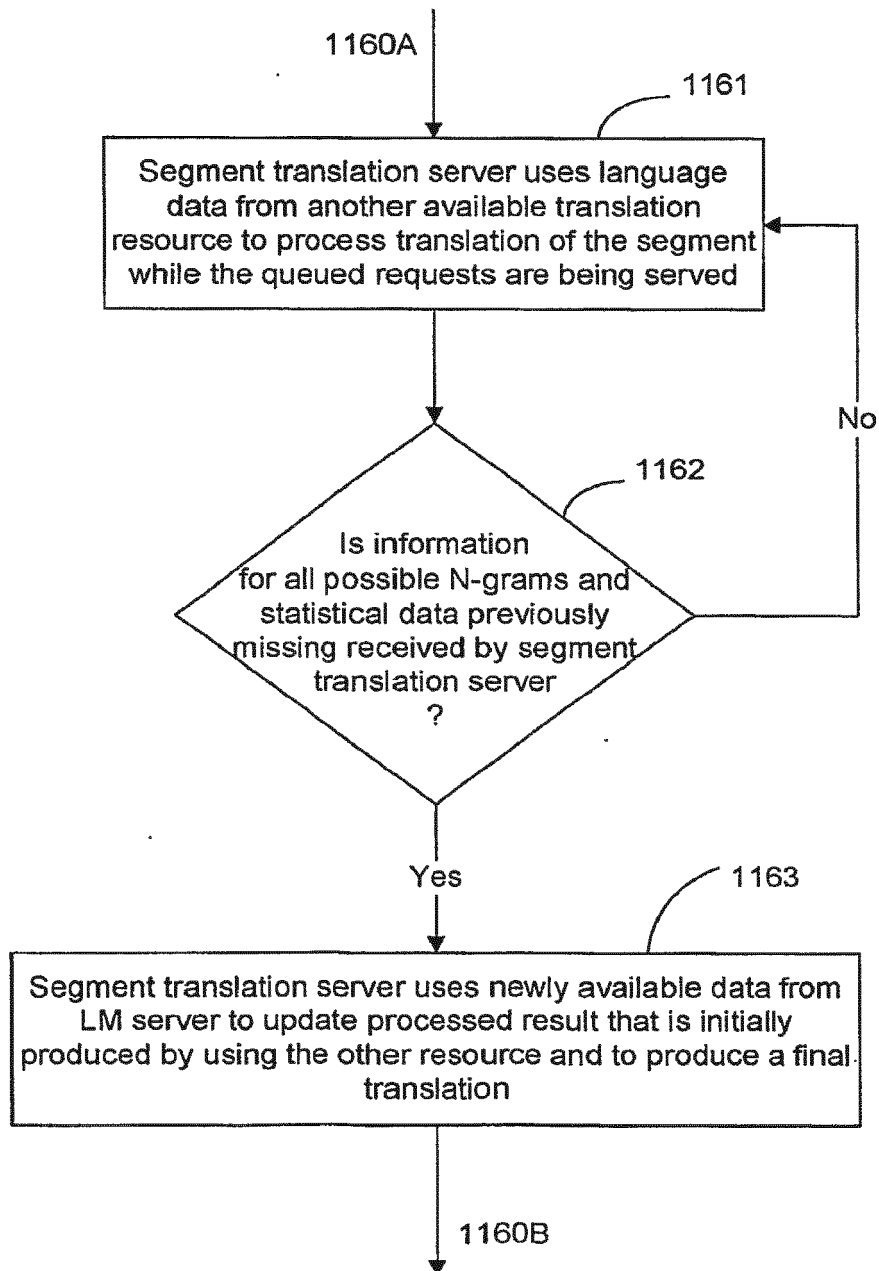 1160A
1161
Segment translation server uses language
data from another available translation
resource to process translation of the segment
while the queued requests are being served
No
1162
Is information
for all possible N-grams and
statistical data previously
missing received by segment
translation server
?
Yes
1163
Segment translation server uses newly available data from
LM server to update processed result that is initially
produced by using the other resource and to produce a final
translation
1160B